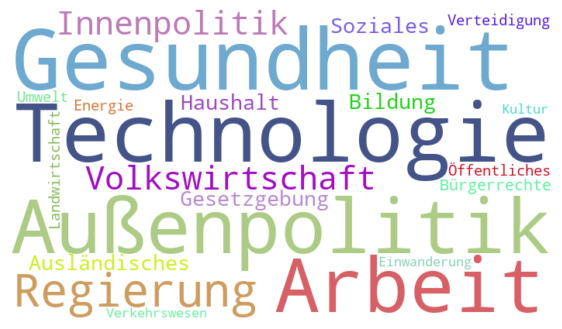 Innenpolitik
Soziales
Verteidigung
Gesundheit
Umwelt
Energie
Haushalt
Bildung
Kultur
Technologie
Landwirtschaft
Volkswirtschaft
Öffentliches
Bürgerrechte
Gesetzgebung
Außenpolitik
Ausländisches
Einwanderung
Regierung
Arbeit
Verkehrswesen